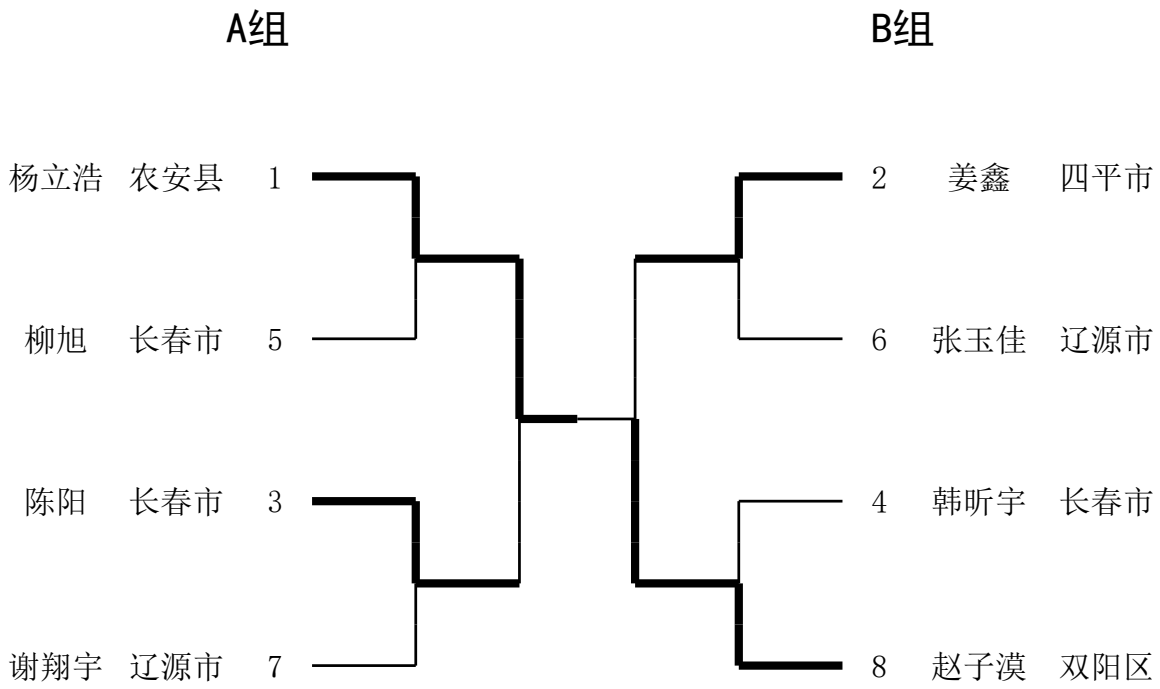 A组 B组
杨立浩 农安县 1 2 姜鑫 四平市
柳旭 长春市 5 6 张玉佳 辽源市
陈阳 长春市 3 4 韩昕宇 长春市
谢翔宇 辽源市 7 8 赵子漠 双阳区